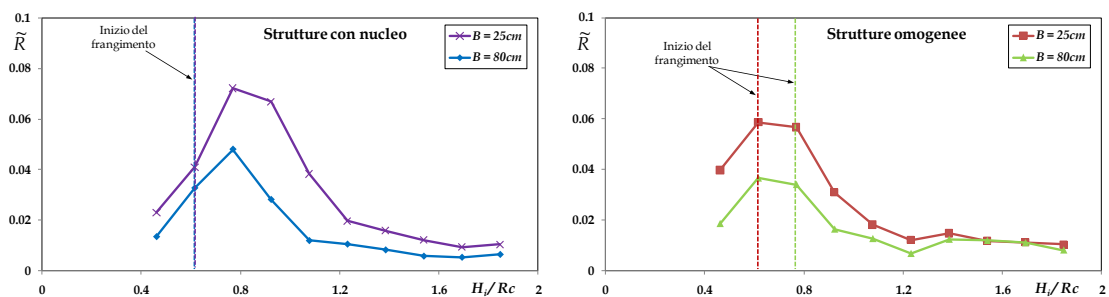 0.1
0.08
0.06
0.04
0.02
0
R̃
Inizio del
frangimento
Strutture con nucleo
B = 25cm
B = 80cm
0
0.4
0.8
1.2
1.6
2
Hi / Rc
0.1
0.08
0.06
0.04
0.02
0
R̃
Inizio del
frangimento
Strutture omogenee
B = 25cm
B = 80cm
0
0.4
0.8
1.2
1.6
2
Hi / Rc